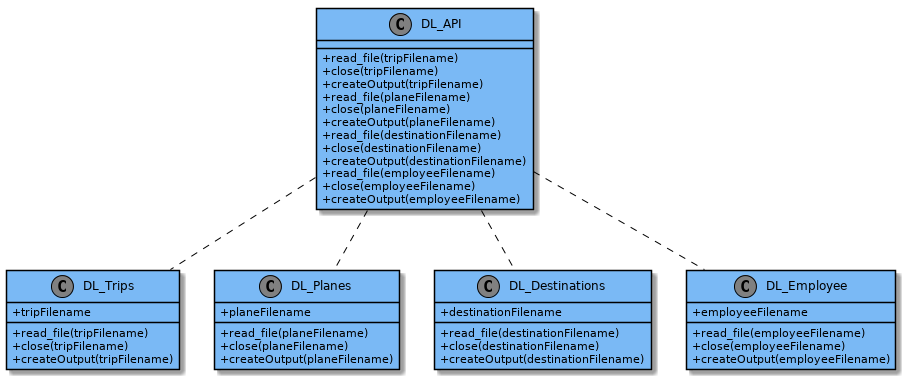 C DL_API
+read_file(tripFilename)
+close(tripFilename)
+createOutput(tripFilename)
+read_file(planeFilename)
+close(planeFilename)
+createOutput(planeFilename)
+read_file(destinationFilename)
+close(destinationFilename)
+createOutput(destinationFilename)
+read_file(employeeFilename)
+close(employeeFilename)
+createOutput(employeeFilename)
C DL_Trips
+tripFilename
+read_file(tripFilename)
+close(tripFilename)
+createOutput(tripFilename)
C DL_Planes
+planeFilename
+read_file(planeFilename)
+close(planeFilename)
+createOutput(planeFilename)
C DL_Destinations
+destinationFilename
+read_file(destinationFilename)
+close(destinationFilename)
+createOutput(destinationFilename)
C DL_Employee
+employeeFilename
+read_file(employeeFilename)
+close(employeeFilename)
+createOutput(employeeFilename)